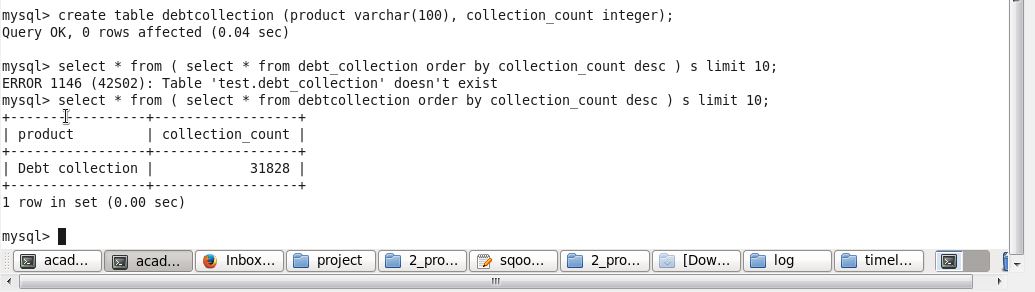 mysql> create table debtcollection (product varchar(100), collection_count integer);
Query OK, 0 rows affected (0.04 sec)
mysql> select * from ( select * from debt_collection order by collection_count desc ) s limit 10;
ERROR 1146 (42S02): Table 'test.debt_collection' doesn't exist
mysql> select * from ( select * from debtcollection order by collection_count desc ) s limit 10;
+-----------------+------------------+
| product         | collection_count |
+-----------------+------------------+
| Debt collection |            31828 |
+-----------------+------------------+
1 row in set (0.00 sec)
mysql>
acad... acad... Inbox... project 2_pro... sqoo... 2_pro... [Dow... log timel...